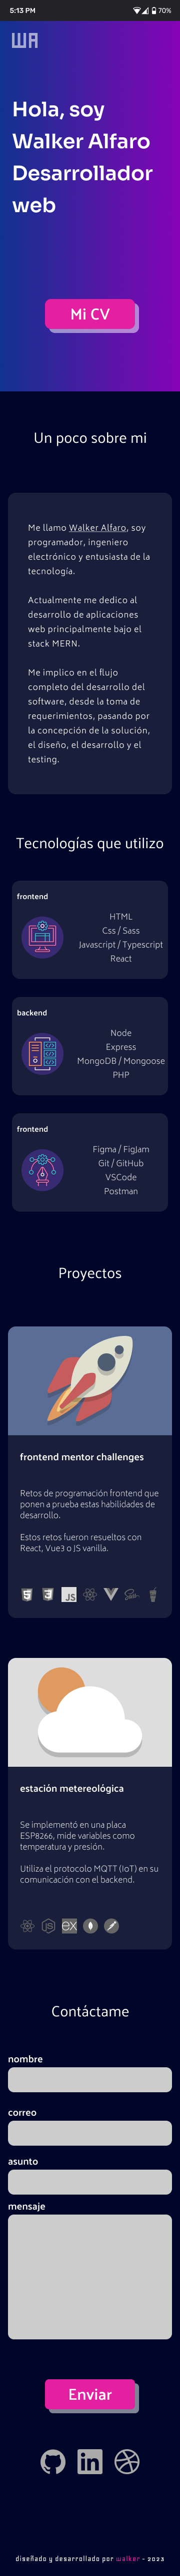 5:13 PM
70%
WA
Hola, soy
Walker Alfaro
Desarrollador
web
Mi CV
Un poco sobre mi
Me llamo Walker Alfaro, soy
programador, ingeniero
electrónico y entusiasta de la
tecnología.
Actualmente me dedico al
desarrollo de aplicaciones
web principalmente bajo el
stack MERN.
Me implico en el flujo
completo del desarrollo del
software, desde la toma de
requerimientos, pasando por
la concepción de la solución,
el diseño, el desarrollo y el
testing.
Tecnologías que utilizo
frontend
HTML
Css / Sass
Javascript / Typescript
React
backend
Node
Express
MongoDB / Mongoose
PHP
frontend
Figma / FigJam
Git / GitHub
VSCode
Postman
Proyectos
frontend mentor challenges
Retos de programación frontend que
ponen a prueba estas habilidades de
desarrollo.
Estos retos fueron resueltos con
React, Vue3 o JS vanilla.
5 3 JS
estación metereológica
Se implementó en una placa
ESP8266, mide variables como
temperatura y presión.
Utiliza el protocolo MQTT (IoT) en su
comunicación con el backend.
JS ex
Contáctame
nombre
correo
asunto
mensaje
Enviar
in
diseñado y desarrollado por walker - 2023